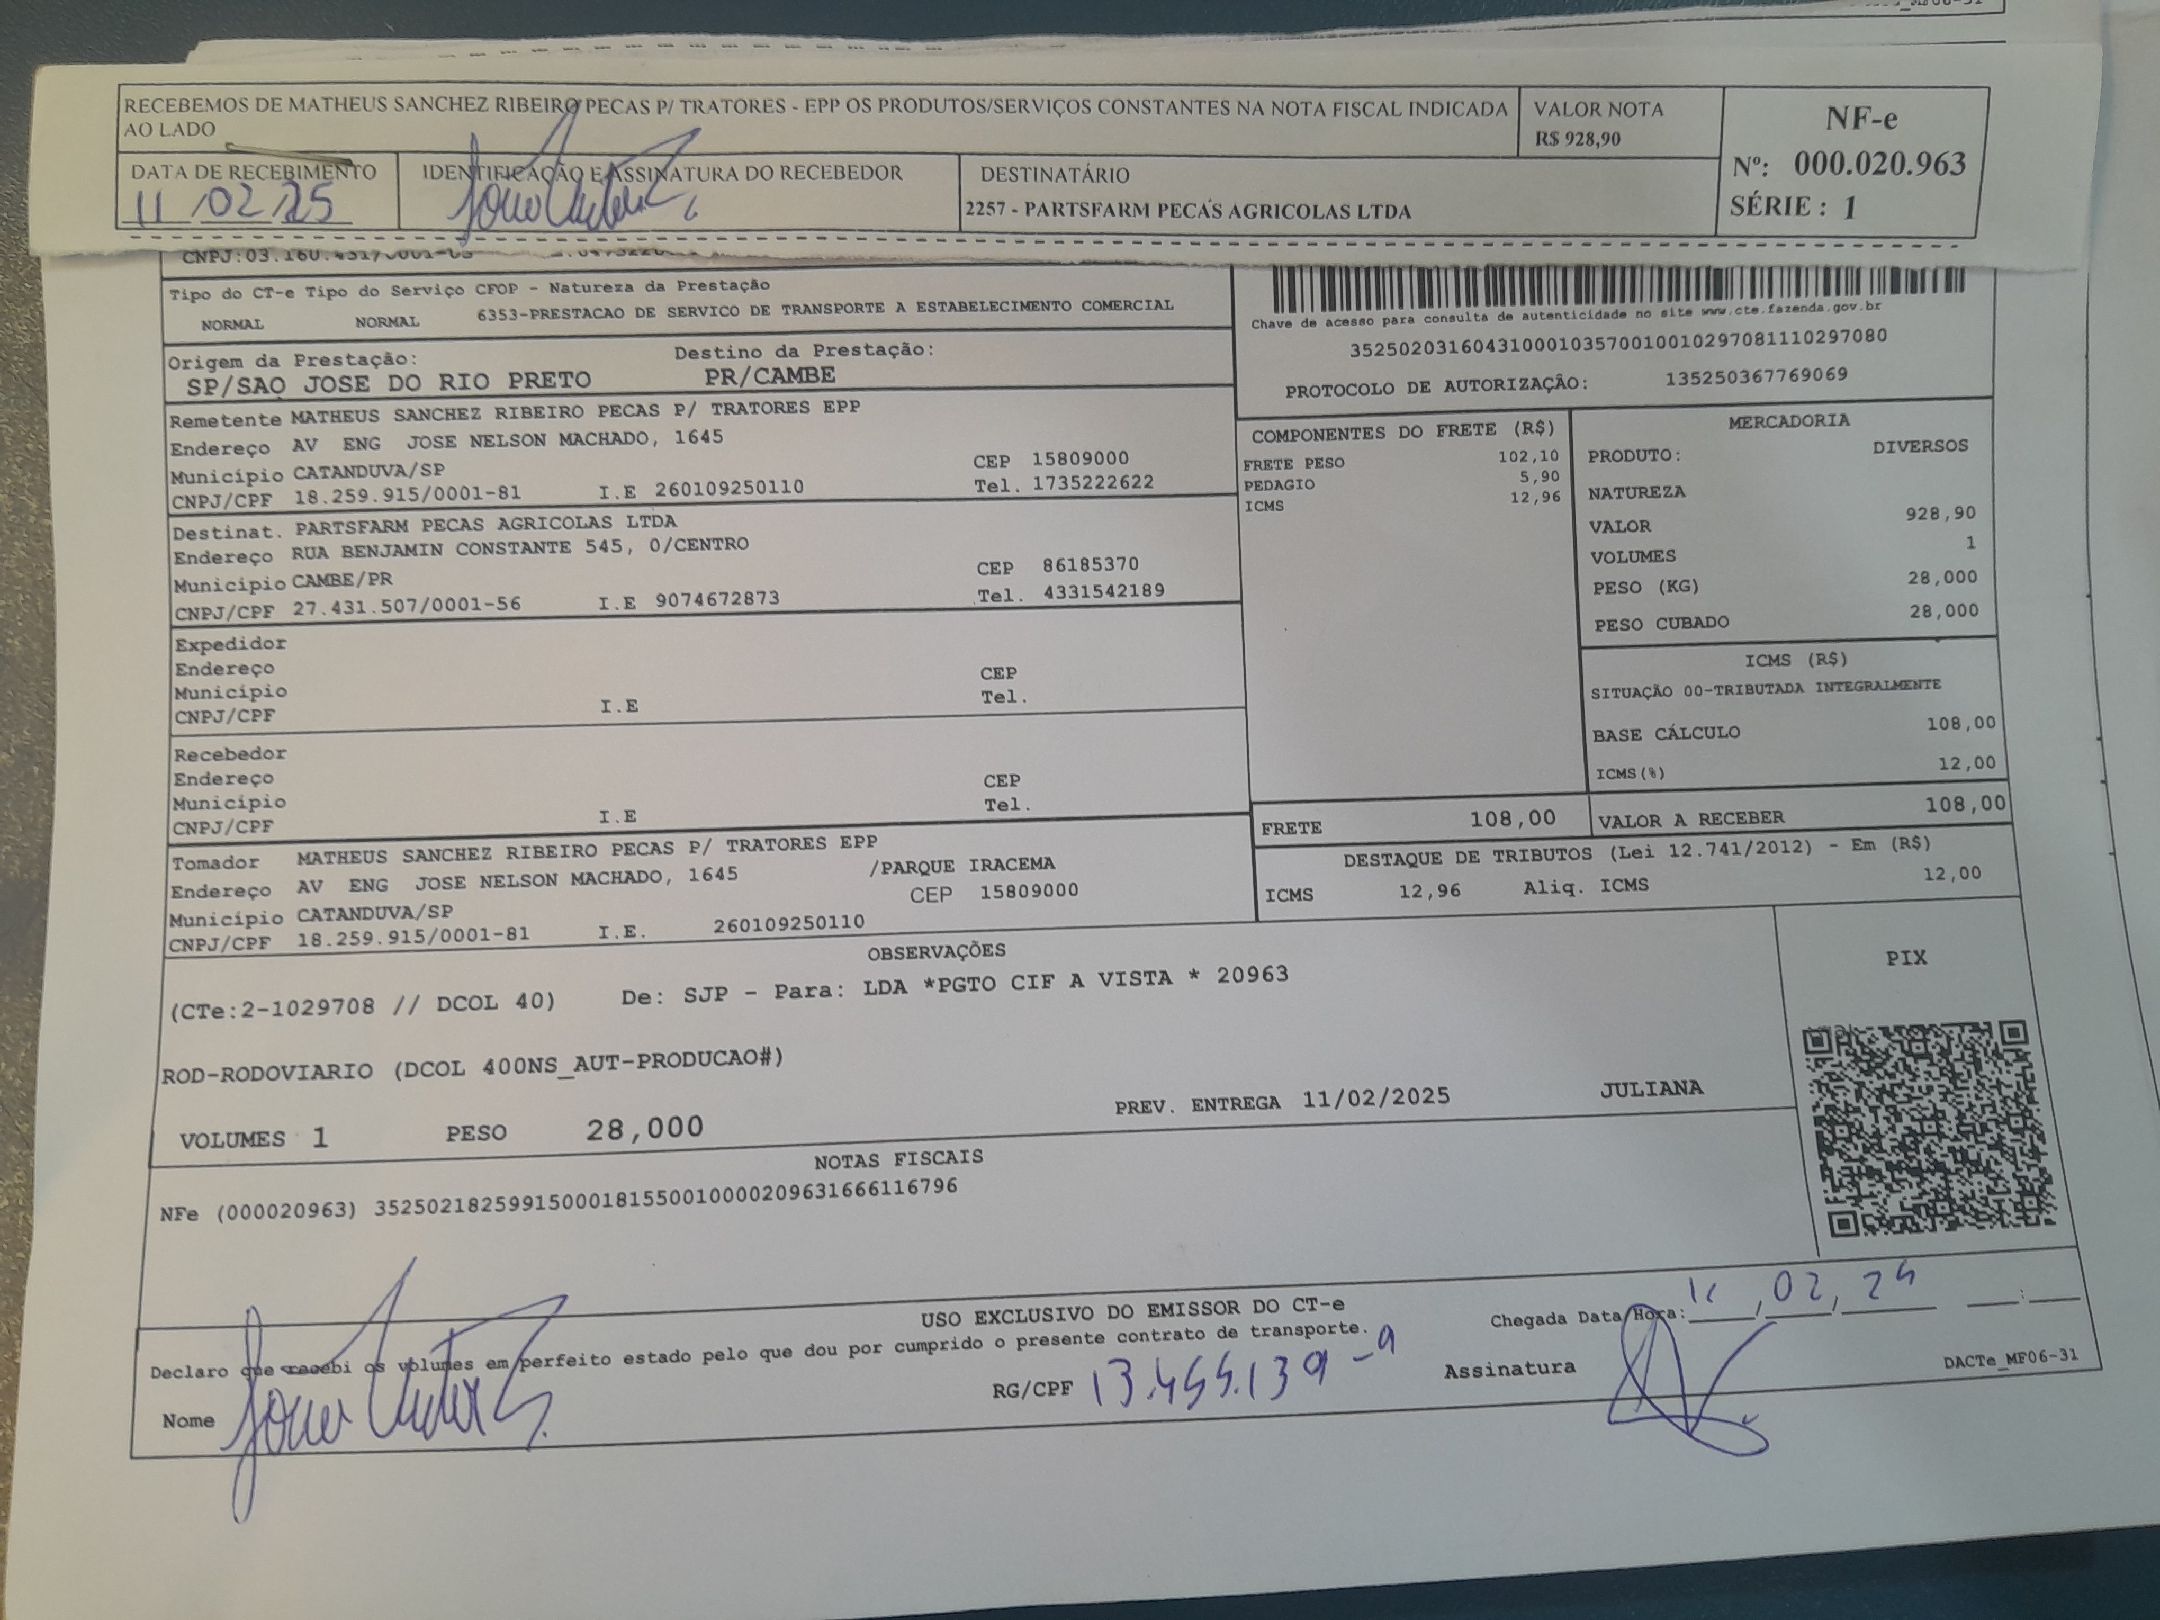 RECEBEMOS DE MATHEUS SANCHEZ RIBEIRO PECAS P/ TRATORES - EPP OS PRODUTOS/SERVIÇOS CONSTANTES NA NOTA FISCAL INDICADA
AO LADO
VALOR NOTA
R$ 928,90
NF-e
Nº: 000.020.963
SÉRIE : 1
DATA DE RECEBIMENTO
11/02/25
IDENTIFICAÇÃO E ASSINATURA DO RECEBEDOR
DESTINATÁRIO
2257 - PARTSFARM PECAS AGRICOLAS LTDA
Tipo do CT-e Tipo do Serviço CFOP - Natureza da Prestação
NORMAL NORMAL 6353-PRESTACAO DE SERVICO DE TRANSPORTE A ESTABELECIMENTO COMERCIAL
Chave de acesso para consulta de autenticidade no site www.cte.fazenda.gov.br
35250203160431000103570010010297081110297080
PROTOCOLO DE AUTORIZAÇÃO: 135250367769069
Origem da Prestação: Destino da Prestação:
SP/SAO JOSE DO RIO PRETO PR/CAMBE
Remetente MATHEUS SANCHEZ RIBEIRO PECAS P/ TRATORES EPP
Endereço AV ENG JOSE NELSON MACHADO, 1645
Município CATANDUVA/SP CEP 15809000
CNPJ/CPF 18.259.915/0001-81 I.E 260109250110 Tel. 1735222622
Destinat. PARTSFARM PECAS AGRICOLAS LTDA
Endereço RUA BENJAMIN CONSTANTE 545, 0/CENTRO
Município CAMBE/PR CEP 86185370
CNPJ/CPF 27.431.507/0001-56 I.E 9074672873 Tel. 4331542189
Expedidor
Endereço
Município CEP
CNPJ/CPF I.E Tel.
Recebedor
Endereço
Município CEP
CNPJ/CPF I.E Tel.
Tomador MATHEUS SANCHEZ RIBEIRO PECAS P/ TRATORES EPP
Endereço AV ENG JOSE NELSON MACHADO, 1645 /PARQUE IRACEMA
Município CATANDUVA/SP CEP 15809000
CNPJ/CPF 18.259.915/0001-81 I.E. 260109250110
COMPONENTES DO FRETE (R$)
FRETE PESO 102,10
PEDAGIO 5,90
ICMS 12,96
MERCADORIA
PRODUTO: DIVERSOS
NATUREZA
VALOR 928,90
VOLUMES 1
PESO (KG) 28,000
PESO CUBADO 28,000
ICMS (R$)
SITUAÇÃO 00-TRIBUTADA INTEGRALMENTE
BASE CÁLCULO 108,00
ICMS(%) 12,00
FRETE 108,00 VALOR A RECEBER 108,00
DESTAQUE DE TRIBUTOS (Lei 12.741/2012) - Em (R$)
ICMS 12,96 Aliq. ICMS 12,00
OBSERVAÇÕES
(CTe:2-1029708 // DCOL 40) De: SJP - Para: LDA *PGTO CIF A VISTA * 20963
ROD-RODOVIARIO (DCOL 400NS_AUT-PRODUCAO#)
VOLUMES 1 PESO 28,000 PREV. ENTREGA 11/02/2025 JULIANA
PIX
NOTAS FISCAIS
NFe (000020963) 35250218259915000181550010000209631666116796
USO EXCLUSIVO DO EMISSOR DO CT-e
Declaro que recebi os volumes em perfeito estado pelo que dou por cumprido o presente contrato de transporte.
Nome
RG/CPF
Chegada Data Hora:
Assinatura
DACTe_MF06-31